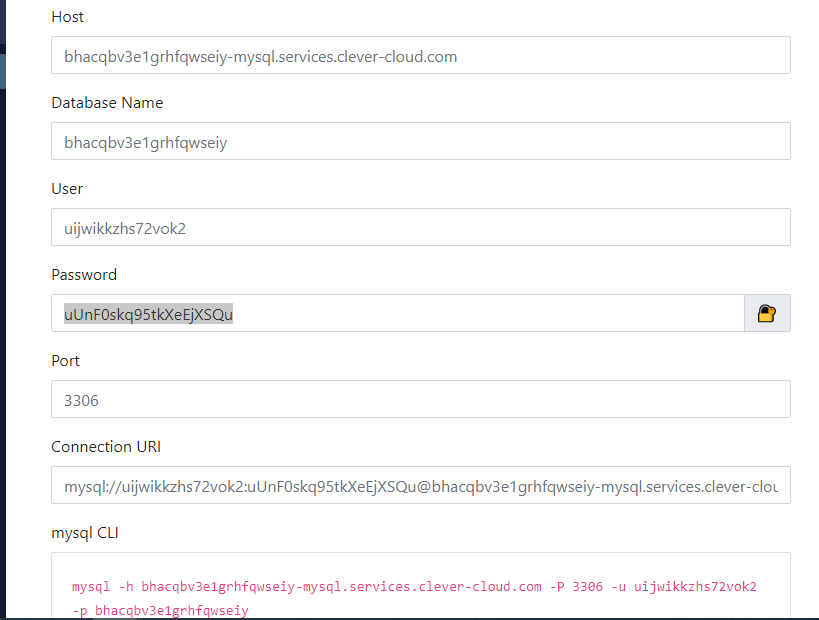 Host
bhacqbv3e1grhfqwseiy-mysql.services.clever-cloud.com
Database Name
bhacqbv3e1grhfqwseiy
User
uijwikkzhs72vok2
Password
uUnF0skq95tkXeEjXSQu
Port
3306
Connection URI
mysql://uijwikkzhs72vok2:uUnF0skq95tkXeEjXSQu@bhacqbv3e1grhfqwseiy-mysql.services.clever-clou
mysql CLI
mysql -h bhacqbv3e1grhfqwseiy-mysql.services.clever-cloud.com -P 3306 -u uijwikkzhs72vok2
-p bhacqbv3e1grhfqwseiy